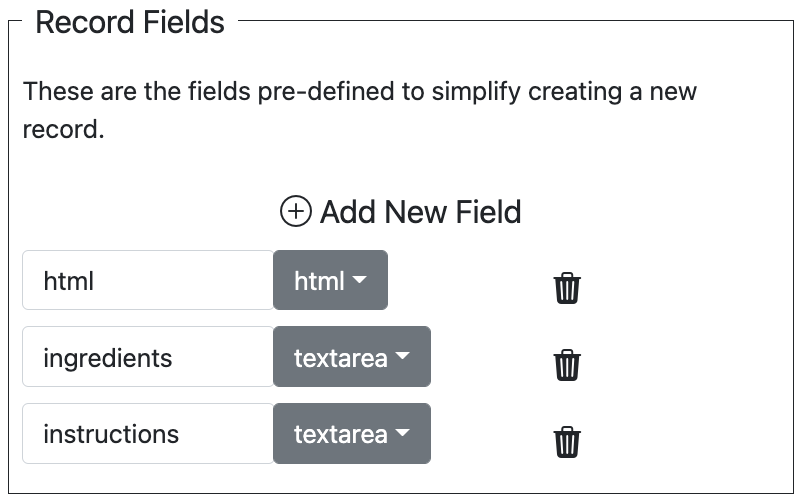 Record Fields
These are the fields pre-defined to simplify creating a new
record.
Add New Field
html html
ingredients textarea
instructions textarea